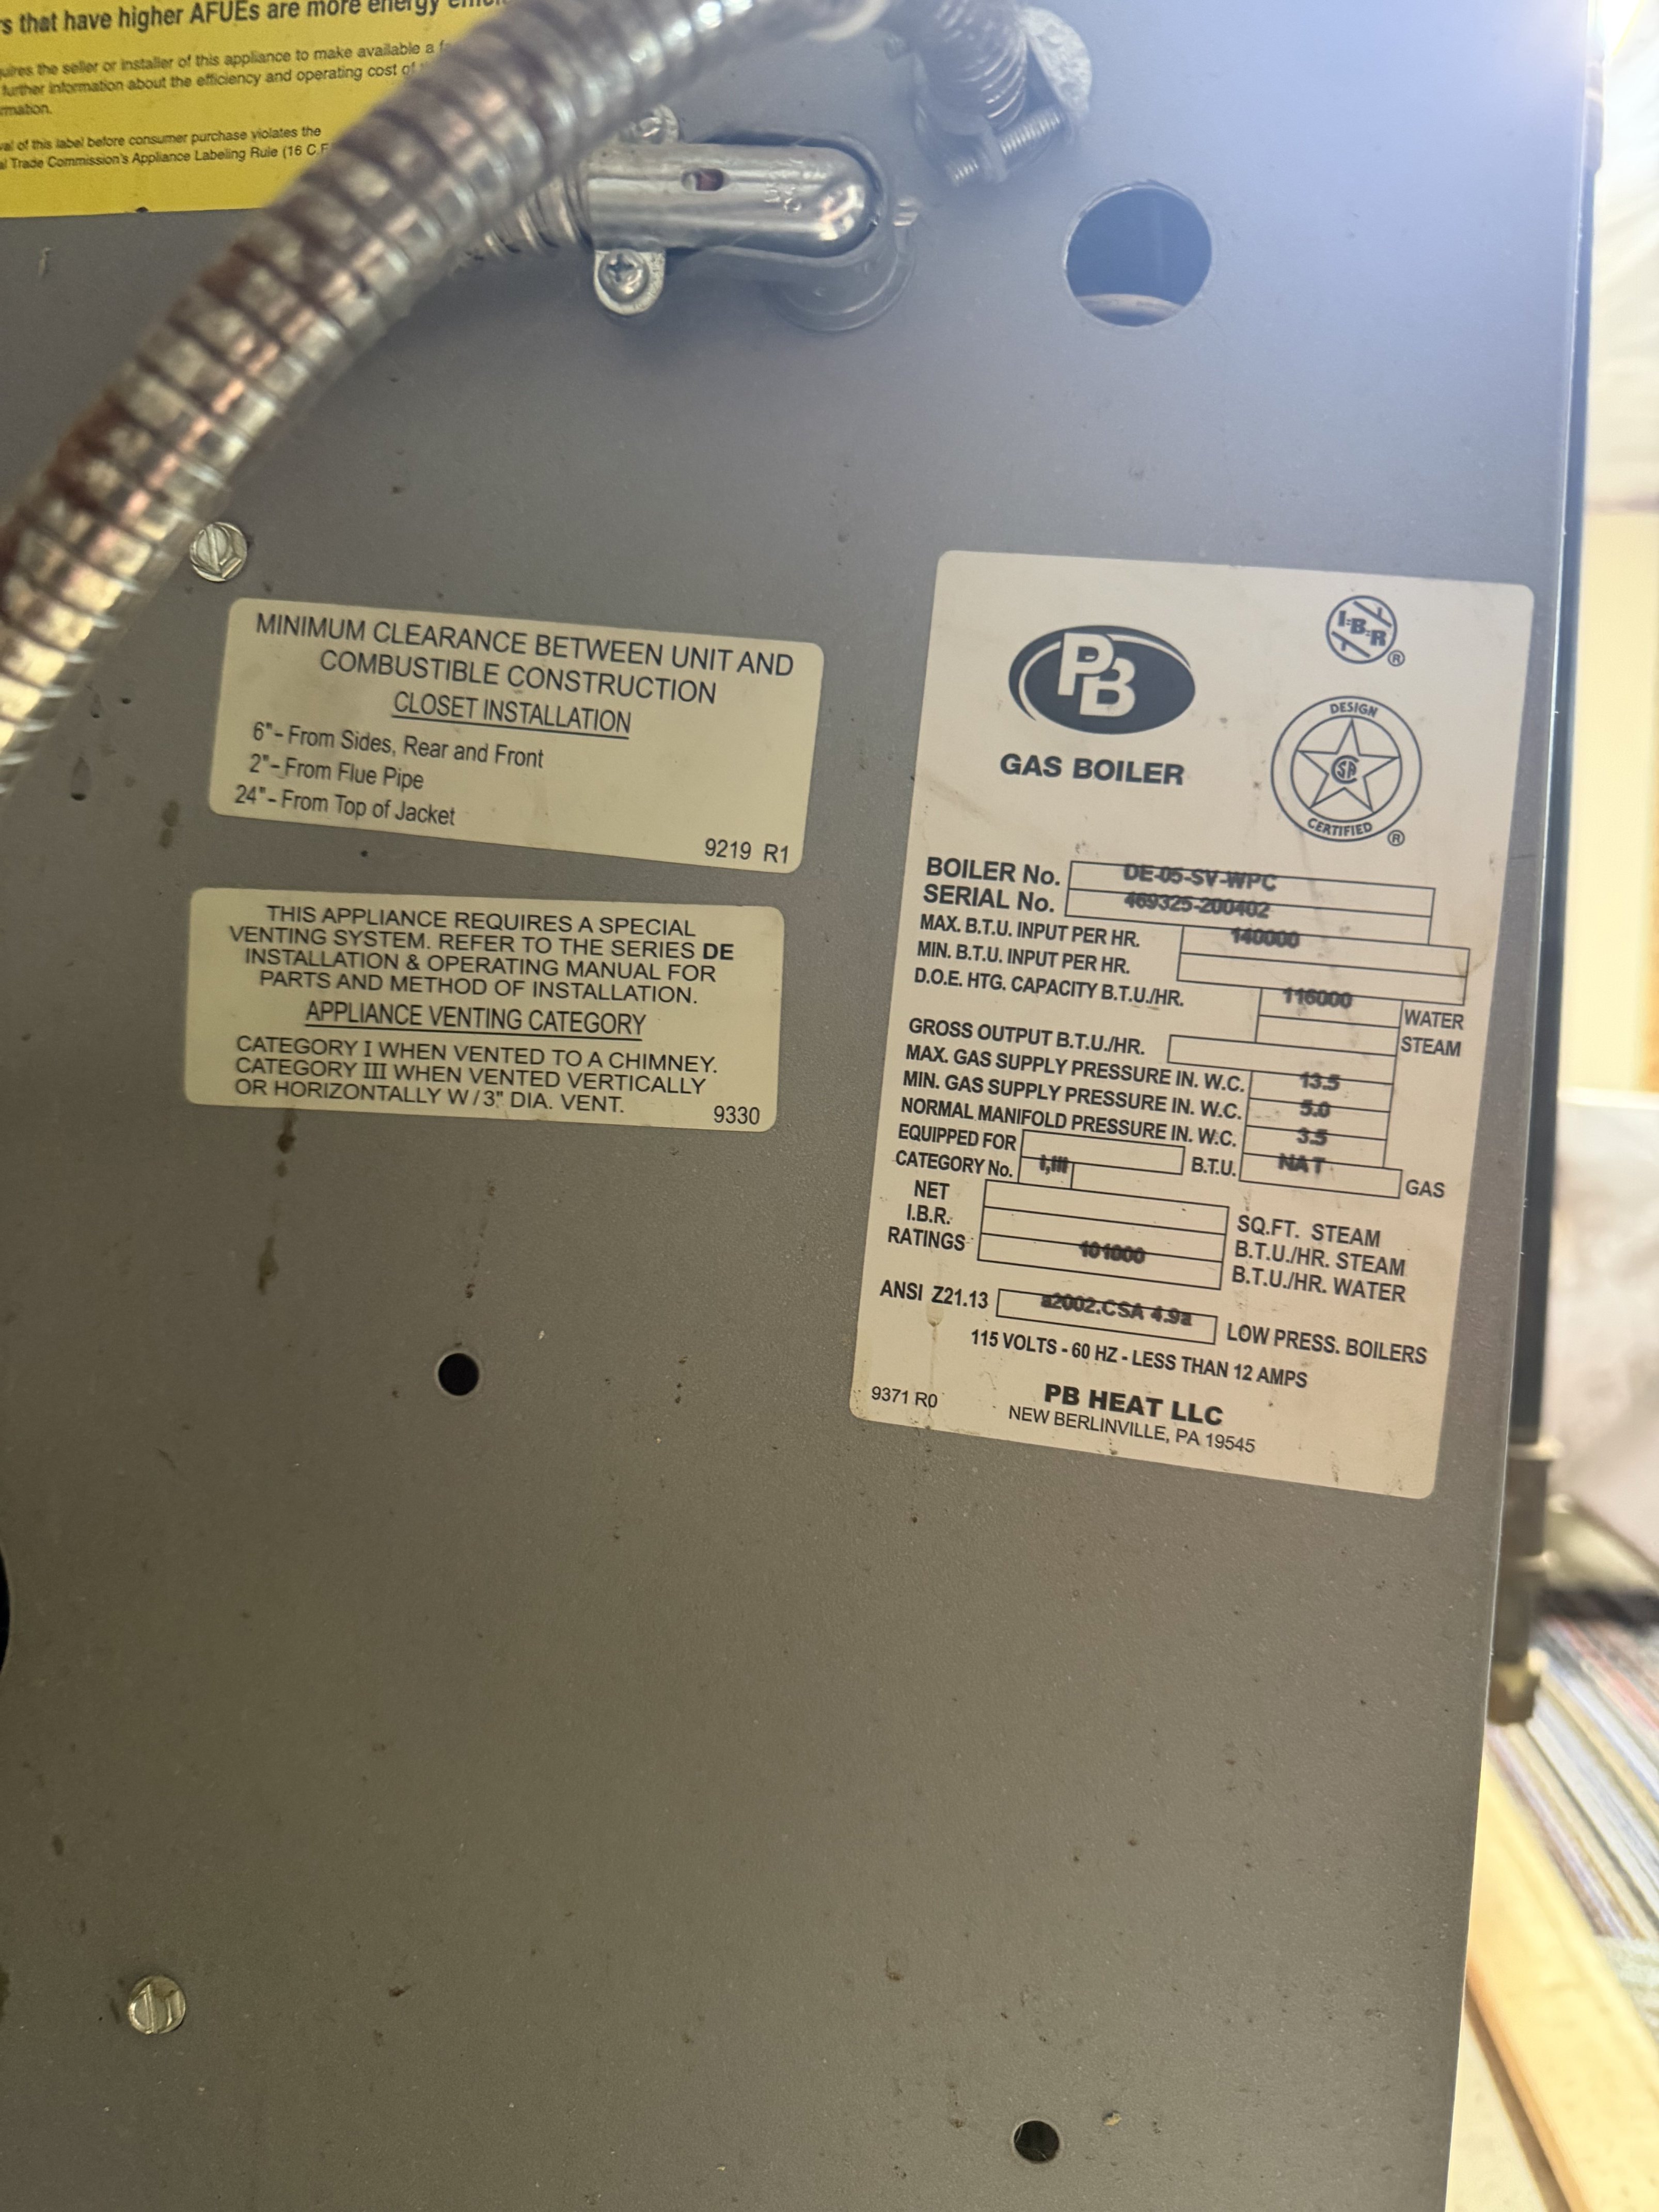 s that have higher AFUEs are more energy
uires the seller or installer of this appliance to make available a
further information about the efficiency and operating cost of
rmation.
val of this label before consumer purchase violates the
al Trade Commission's Appliance Labeling Rule (16 C.F.
MINIMUM CLEARANCE BETWEEN UNIT AND
COMBUSTIBLE CONSTRUCTION
CLOSET INSTALLATION
6"- From Sides, Rear and Front
2"- From Flue Pipe
24"- From Top of Jacket
9219 R1
THIS APPLIANCE REQUIRES A SPECIAL
VENTING SYSTEM. REFER TO THE SERIES DE
INSTALLATION & OPERATING MANUAL FOR
PARTS AND METHOD OF INSTALLATION.
APPLIANCE VENTING CATEGORY
CATEGORY I WHEN VENTED TO A CHIMNEY.
CATEGORY III WHEN VENTED VERTICALLY
OR HORIZONTALLY W/3" DIA. VENT.
9330
I=B=R ®
PB
GAS BOILER
DESIGN
CERTIFIED ®
BOILER No. DE-05-SV-WPC
SERIAL No. 469325-200402
MAX. B.T.U. INPUT PER HR. 140000
MIN. B.T.U. INPUT PER HR.
D.O.E. HTG. CAPACITY B.T.U./HR. 116000 WATER
STEAM
GROSS OUTPUT B.T.U./HR.
MAX. GAS SUPPLY PRESSURE IN. W.C. 13.5
MIN. GAS SUPPLY PRESSURE IN. W.C. 5.0
NORMAL MANIFOLD PRESSURE IN. W.C. 3.5
EQUIPPED FOR B.T.U. NAT GAS
CATEGORY No. I,III
NET SQ.FT. STEAM
I.B.R. B.T.U./HR. STEAM
RATINGS 101000 B.T.U./HR. WATER
ANSI Z21.13 a2002.CSA 4.9a LOW PRESS. BOILERS
115 VOLTS - 60 HZ - LESS THAN 12 AMPS
PB HEAT LLC
9371 R0
NEW BERLINVILLE, PA 19545